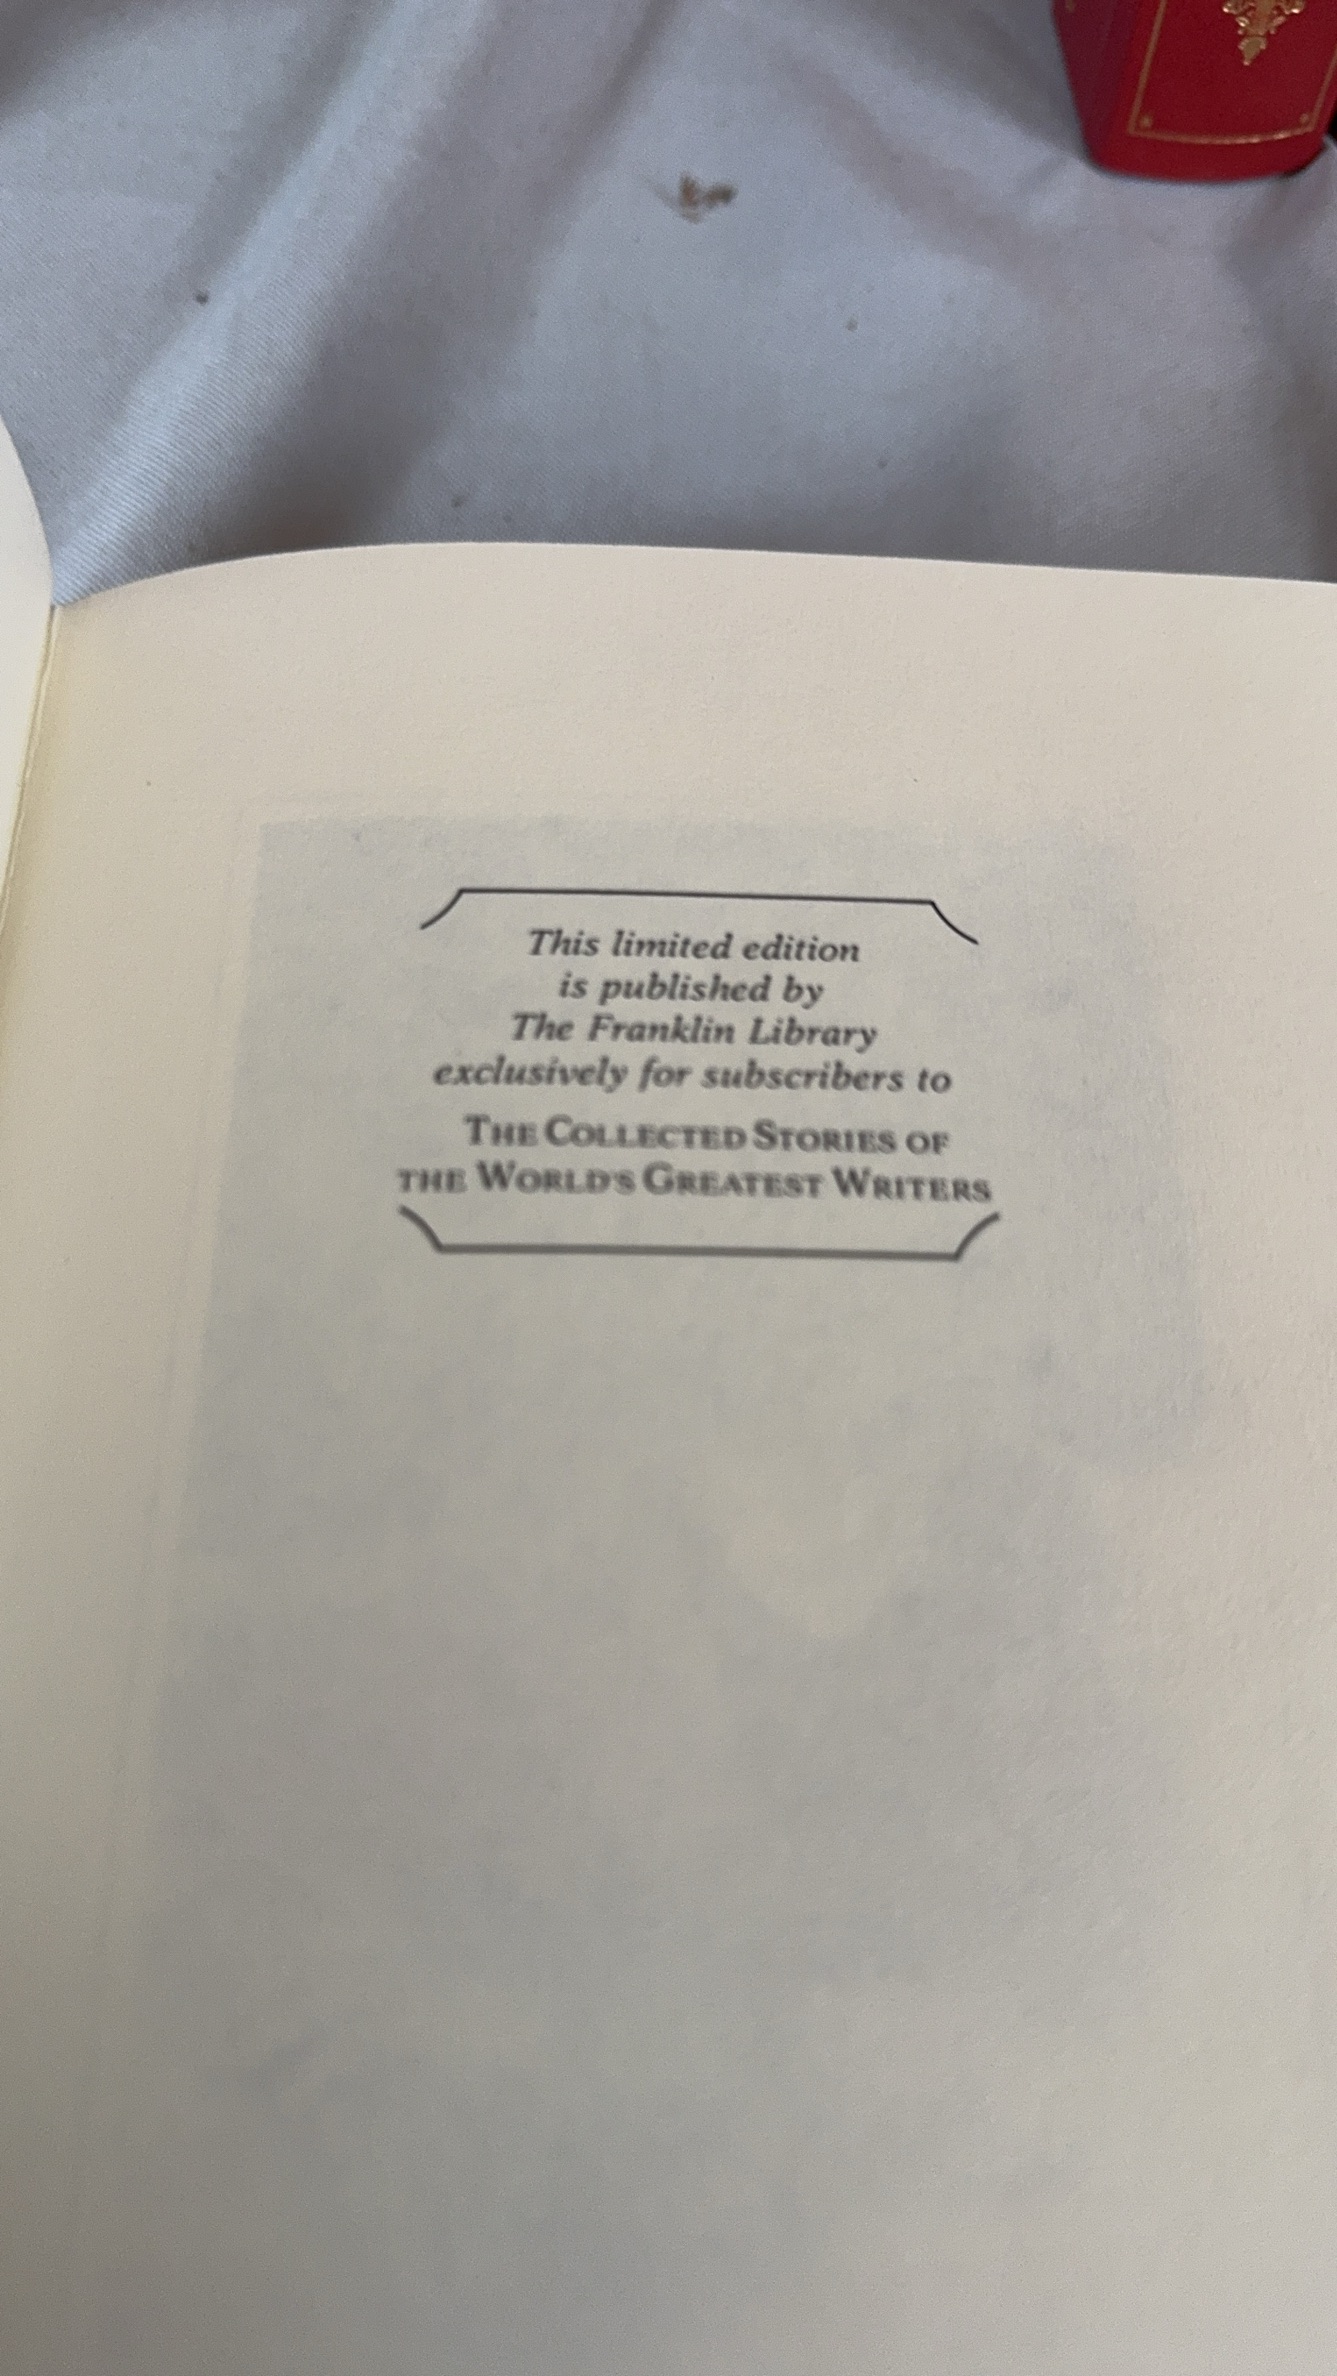 This limited edition
is published by
The Franklin Library
exclusively for subscribers to
THE COLLECTED STORIES OF
THE WORLD'S GREATEST WRITERS